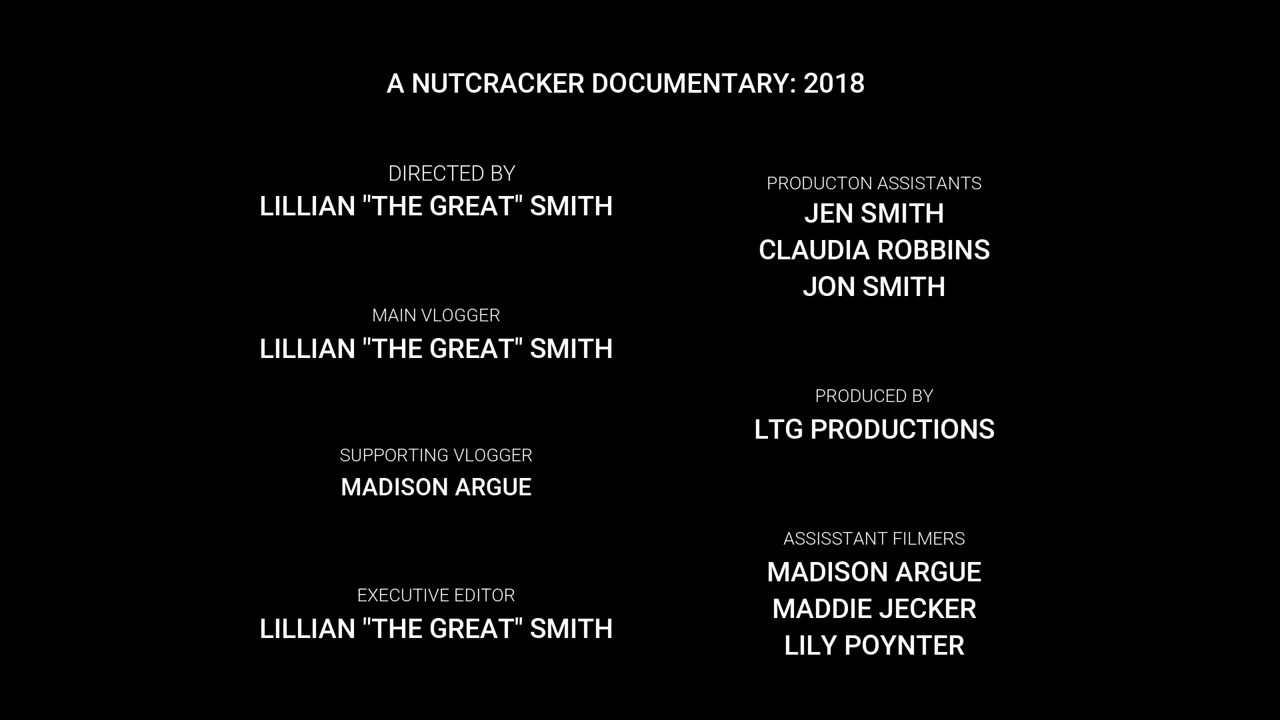 A NUTCRACKER DOCUMENTARY: 2018
DIRECTED BY
LILLIAN "THE GREAT" SMITH
MAIN VLOGGER
LILLIAN "THE GREAT" SMITH
SUPPORTING VLOGGER
MADISON ARGUE
EXECUTIVE EDITOR
LILLIAN "THE GREAT" SMITH
PRODUCTON ASSISTANTS
JEN SMITH
CLAUDIA ROBBINS
JON SMITH
PRODUCED BY
LTG PRODUCTIONS
ASSISSTANT FILMERS
MADISON ARGUE
MADDIE JECKER
LILY POYNTER